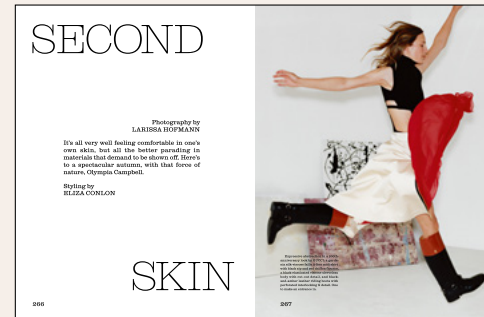 SECOND
Photography by
LARISSA HOFMANN
It's all very well feeling comfortable in one's
own skin, but all the better parading in
materials that demand to be shown off. Here's
to a spectacular autumn, with that force of
nature, Olympia Campbell.
Styling by
ELIZA CONLON
SKIN
266
267